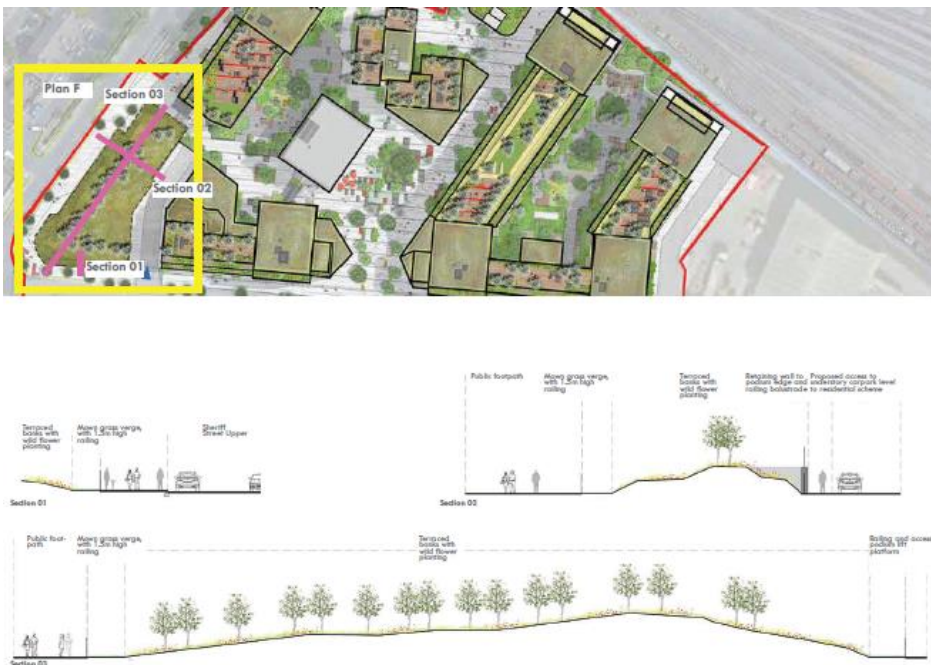 Plan F
Section 03
Section 02
Section 01
Public footpath
Mown grass verge,
with 1.5m high
railing
Terraced
banks with
wild flower
planting
Retaining wall to
podium edge and
railing balustrade
Proposed access to
understory carpark level
to residential scheme
Terraced
banks with
wild flower
planting
Mown grass verge,
with 1.5m high
railing
Sheriff
Street Upper
Section 01
Section 02
Public foot-
path
Mown grass verge,
with 1.5m high
railing
Terraced
banks with
wild flower
planting
Railing and access
podium lift
platform
Section 03